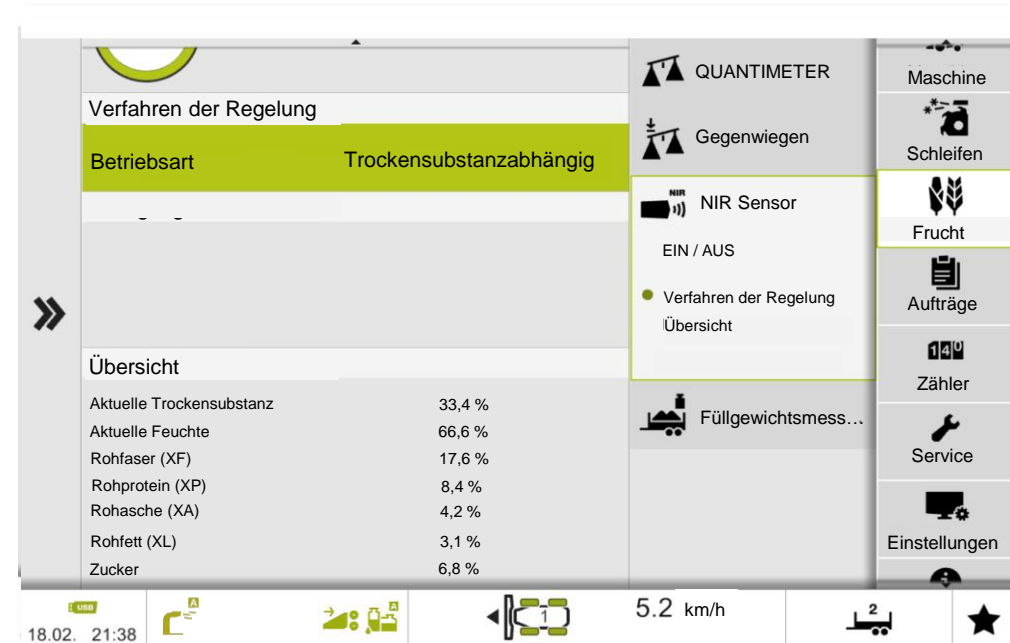 Verfahren der Regelung
Betriebsart Trockensubstanzabhängig
Übersicht
Aktuelle Trockensubstanz 33,4 %
Aktuelle Feuchte 66,6 %
Rohfaser (XF) 17,6 %
Rohprotein (XP) 8,4 %
Rohasche (XA) 4,2 %
Rohfett (XL) 3,1 %
Zucker 6,8 %
QUANTIMETER
Gegenwiegen
NIR
NIR Sensor
EIN / AUS
Verfahren der Regelung
Übersicht
Füllgewichtsmess...
Maschine
Schleifen
Frucht
Aufträge
140
Zähler
Service
Einstellungen
USB
18.02. 21:38
A
A
1
5.2 km/h
2